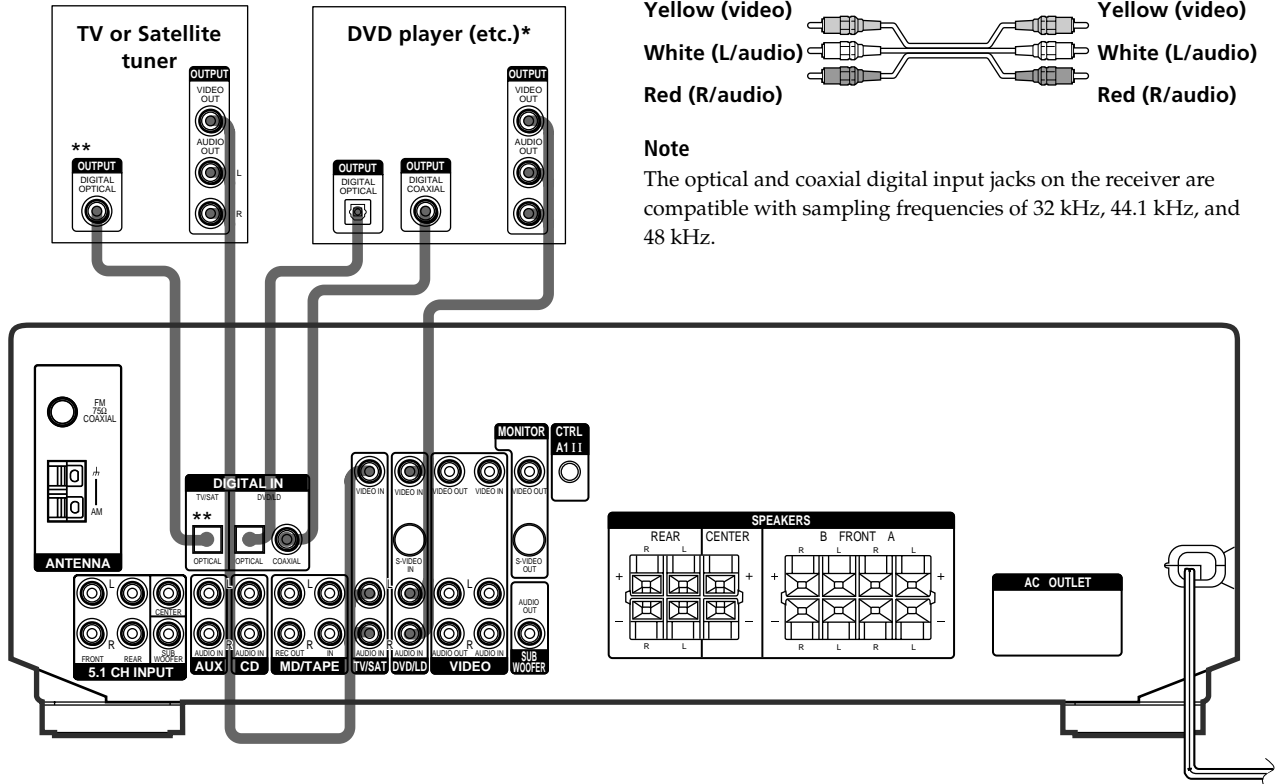 TV or Satellite
tuner
OUTPUT
VIDEO
OUT
AUDIO
OUT
L
R
**
OUTPUT
DIGITAL
OPTICAL
DVD player (etc.)*
OUTPUT
DIGITAL
OPTICAL
OUTPUT
DIGITAL
COAXIAL
OUTPUT
VIDEO
OUT
AUDIO
OUT
Yellow (video)
White (L/audio)
Red (R/audio)
Yellow (video)
White (L/audio)
Red (R/audio)
Note
The optical and coaxial digital input jacks on the receiver are
compatible with sampling frequencies of 32 kHz, 44.1 kHz, and
48 kHz.
FM
75Ω
COAXIAL
AM
ANTENNA
DIGITAL IN
TV/SAT
DVD/LD
**
OPTICAL
OPTICAL
COAXIAL
L
R
CENTER
FRONT
REAR
SUB
WOOFER
5.1 CH INPUT
L
R
AUDIO IN
AUX
AUDIO IN
CD
L
R
REC OUT
IN
MD/TAPE
VIDEO IN
L
R
AUDIO IN
TV/SAT
VIDEO IN
S-VIDEO
IN
AUDIO IN
DVD/LD
VIDEO OUT
VIDEO IN
L
R
AUDIO OUT
AUDIO IN
VIDEO
MONITOR
VIDEO OUT
S-VIDEO
OUT
AUDIO
OUT
SUB
WOOFER
CTRL
A1 II
SPEAKERS
REAR
CENTER
B FRONT A
R L
R L R L
+ +
+ +
– –
– –
R L
R L R L
AC OUTLET